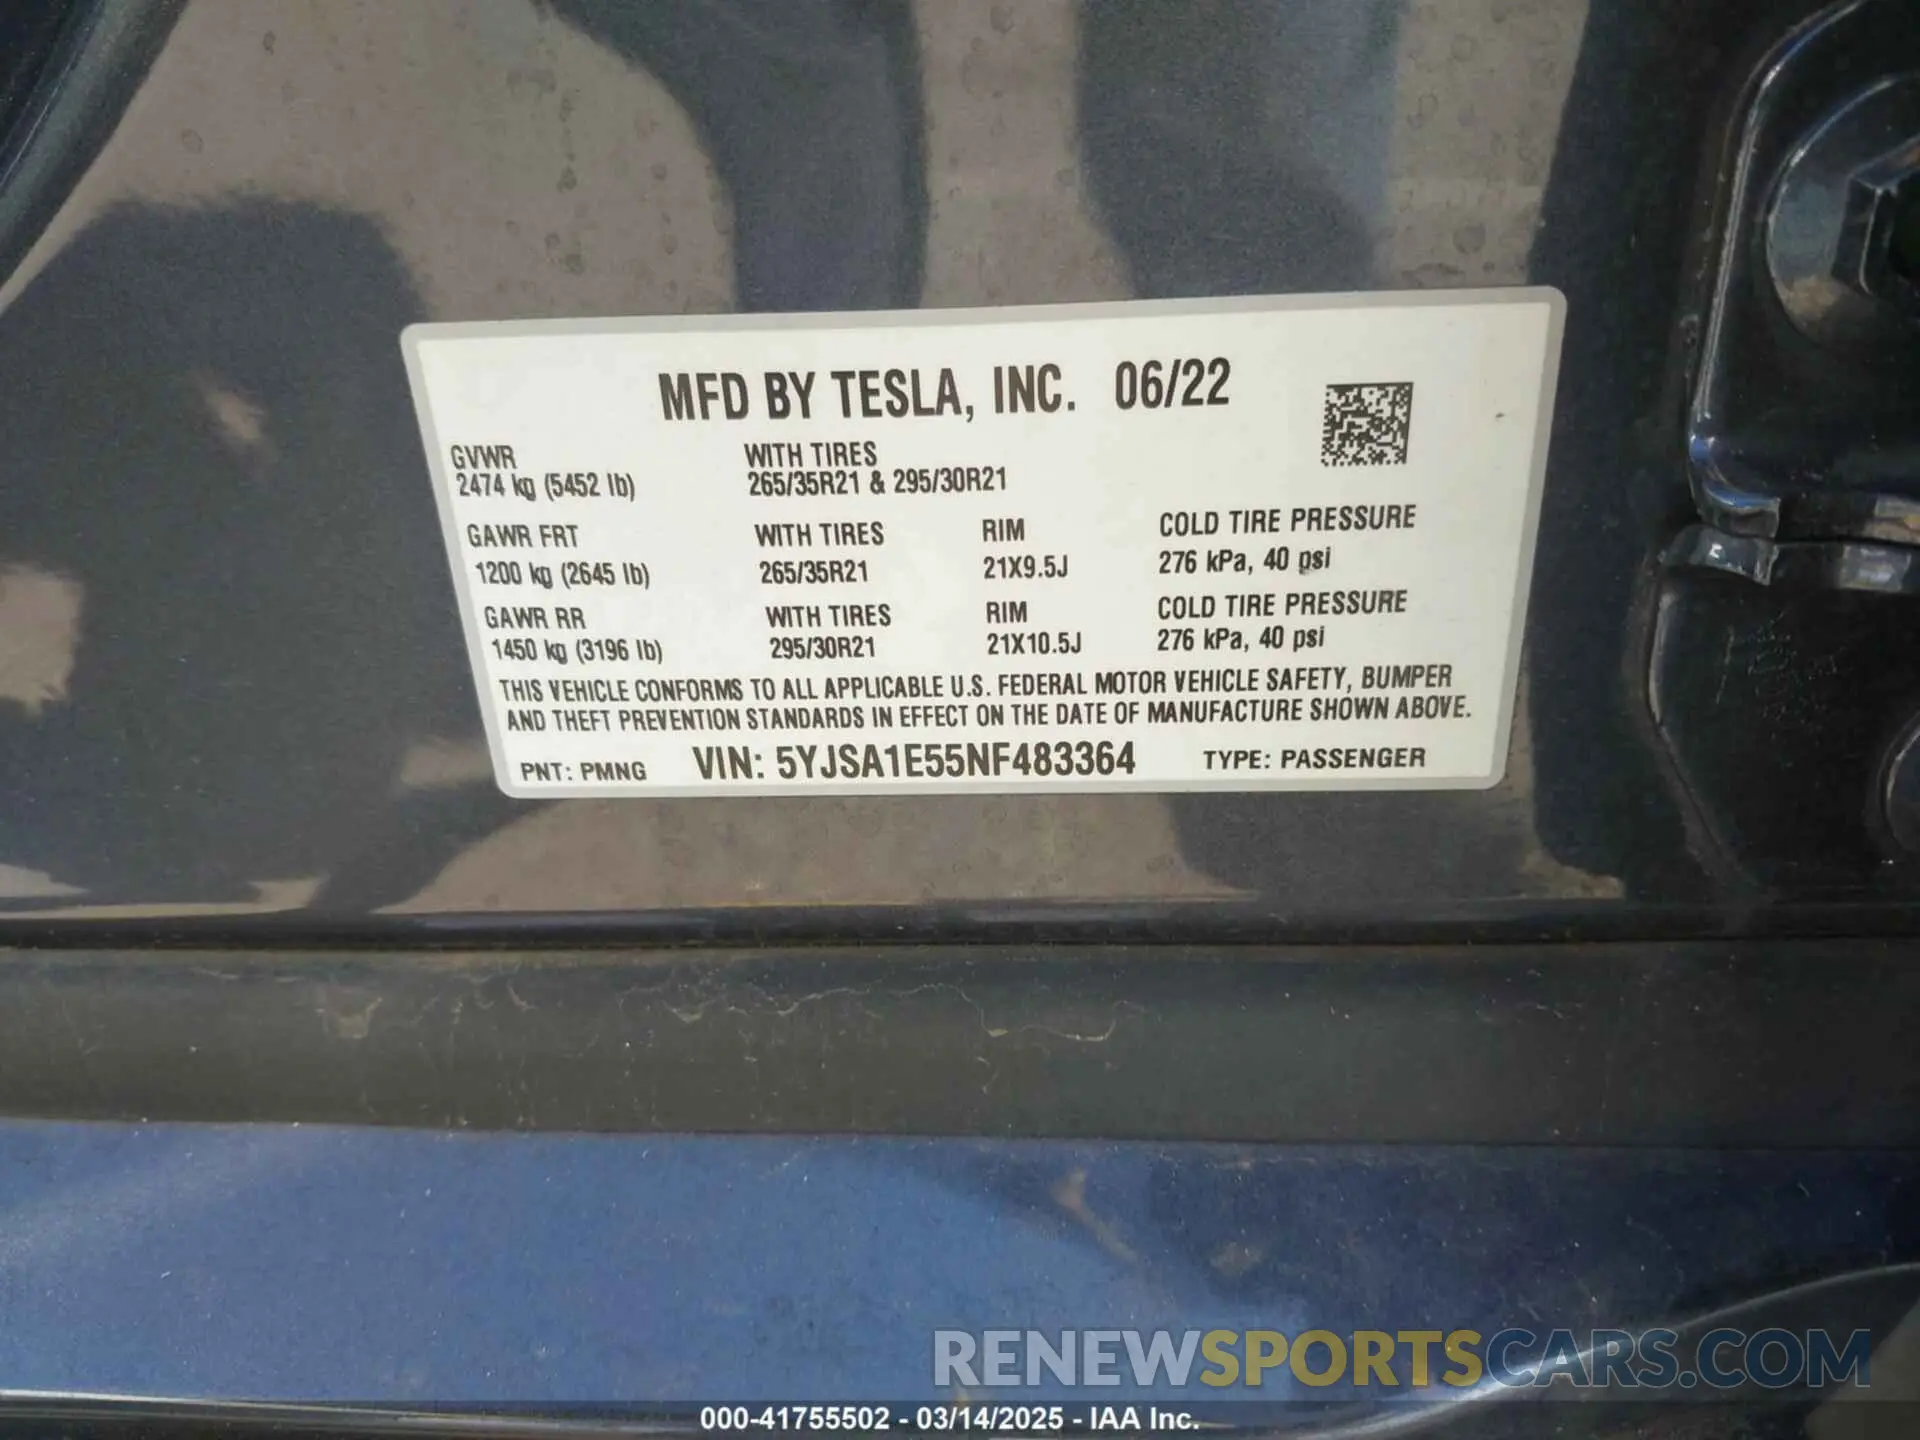 MFD BY TESLA, INC. 06/22
GVWR WITH TIRES
2474 kg (5452 lb) 265/35R21 & 295/30R21
GAWR FRT WITH TIRES RIM COLD TIRE PRESSURE
1200 kg (2645 lb) 265/35R21 21X9.5J 276 kPa, 40 psi
GAWR RR WITH TIRES RIM COLD TIRE PRESSURE
1450 kg (3196 lb) 295/30R21 21X10.5J 276 kPa, 40 psi
THIS VEHICLE CONFORMS TO ALL APPLICABLE U.S. FEDERAL MOTOR VEHICLE SAFETY, BUMPER
AND THEFT PREVENTION STANDARDS IN EFFECT ON THE DATE OF MANUFACTURE SHOWN ABOVE.
PNT: PMNG VIN: 5YJSA1E55NF483364 TYPE: PASSENGER
RENEWSPORTSCARS.COM
000-41755502 - 03/14/2025 - IAA Inc.